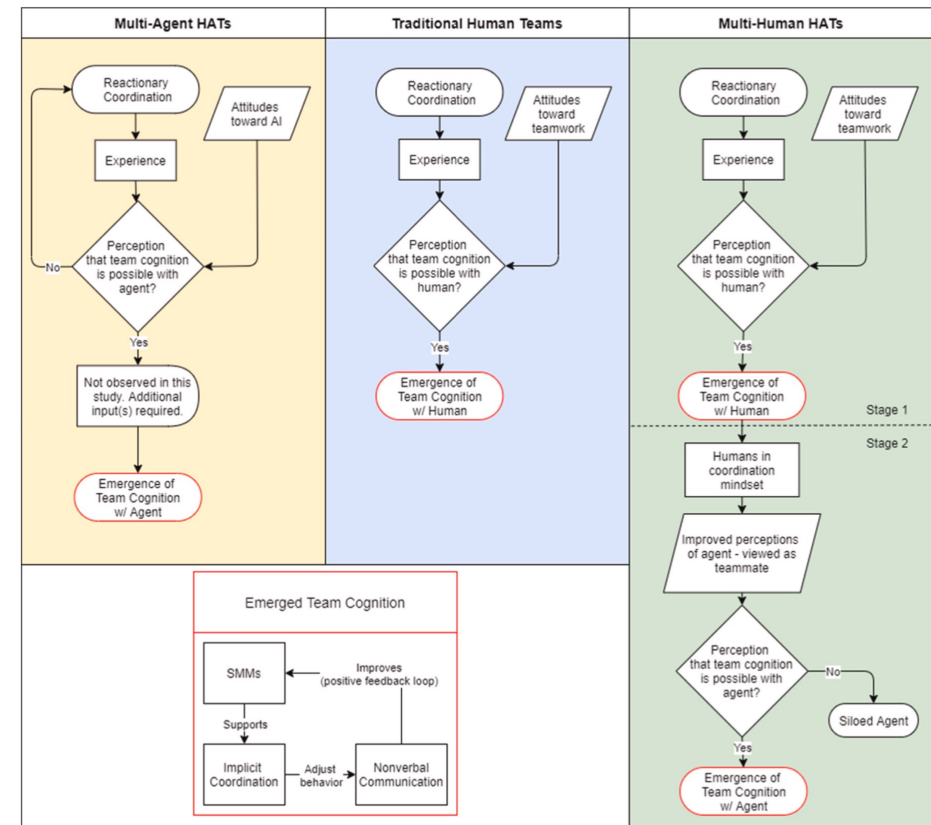 Multi-Agent HATs
Traditional Human Teams
Multi-Human HATs
Reactionary
Coordination
Attitudes
toward AI
Experience
Perception
that team cognition
is possible with
agent?
No
Yes
Not observed in this
study. Additional
input(s) required.
Emergence of
Team Cognition
w/ Agent
Reactionary
Coordination
Attitudes
toward
teamwork
Experience
Perception
that team cognition
is possible with
human?
Yes
Emergence of
Team Cognition
w/ Human
Reactionary
Coordination
Attitudes
toward
teamwork
Experience
Perception
that team cognition
is possible with
human?
Yes
Emergence of
Team Cognition
w/ Human
Stage 1
Stage 2
Humans in
coordination
mindset
Improved perceptions
of agent - viewed as
teammate
Perception
that team cognition
is possible with
agent?
No
Siloed Agent
Yes
Emergence of
Team Cognition
w/ Agent
Emerged Team Cognition
SMMs
Improves
(positive feedback loop)
Supports
Implicit
Coordination
Adjust
behavior
Nonverbal
Communication